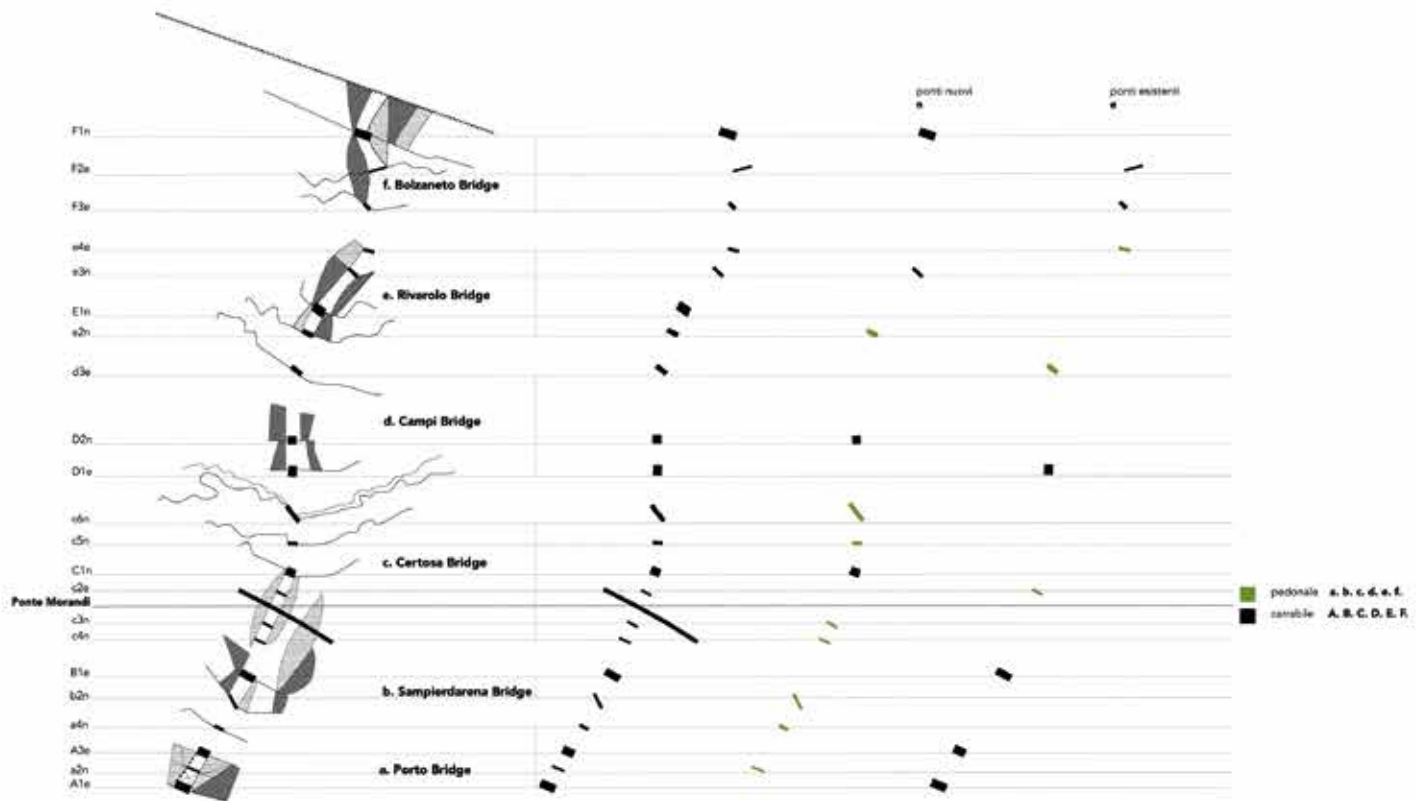 ponti nuovi
n
ponti esistenti
e
F1n
F2e
f. Bolzaneto Bridge
F3e
e4e
e3n
e. Rivarolo Bridge
E1n
e2n
d3e
d. Campi Bridge
D2n
D1e
c6n
c5n
c. Certosa Bridge
C1n
c2e
pedonale a. b. c. d. e. f.
Ponte Morandi
carrabile A. B. C. D. E. F.
c3n
c4n
B1e
b. Sampierdarena Bridge
b2n
a4n
A3e
a. Porto Bridge
a2n
A1e